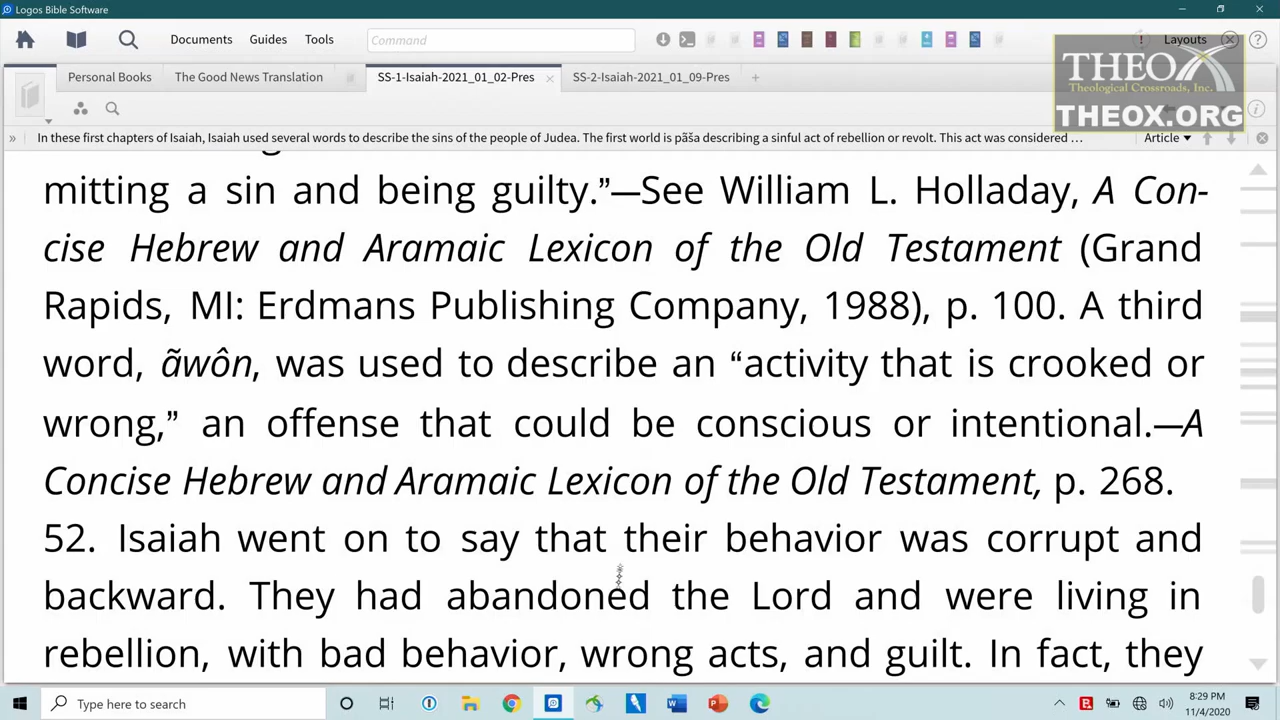 Logos Bible Software
Documents Guides Tools Command Layouts
Personal Books The Good News Translation SS-1-Isaiah-2021_01_02-Pres SS-2-Isaiah-2021_01_09-Pres
THEOX
Theological Crossroads, Inc.
THEOX.ORG
In these first chapters of Isaiah, Isaiah used several words to describe the sins of the people of Judea. The first world is pãša describing a sinful act of rebellion or revolt. This act was considered … Article
mitting a sin and being guilty.”—See William L. Holladay, A Con-
cise Hebrew and Aramaic Lexicon of the Old Testament (Grand
Rapids, MI: Erdmans Publishing Company, 1988), p. 100. A third
word, ãwôn, was used to describe an “activity that is crooked or
wrong,” an offense that could be conscious or intentional.—A
Concise Hebrew and Aramaic Lexicon of the Old Testament, p. 268.
52. Isaiah went on to say that their behavior was corrupt and
backward. They had abandoned the Lord and were living in
rebellion, with bad behavior, wrong acts, and guilt. In fact, they
Type here to search
8:29 PM
11/4/2020